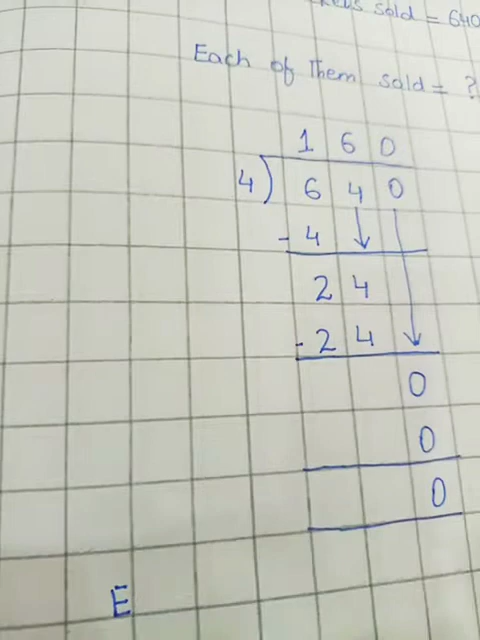 sold = 640
Each of Them sold = ?
1 6 0
4 ) 6 4 0
- 4
2 4
- 2 4
0
0
0
E